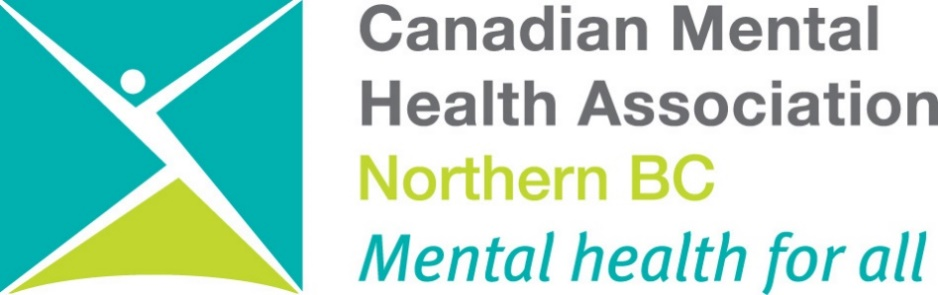 Canadian Mental
Health Association
Northern BC
Mental health for all